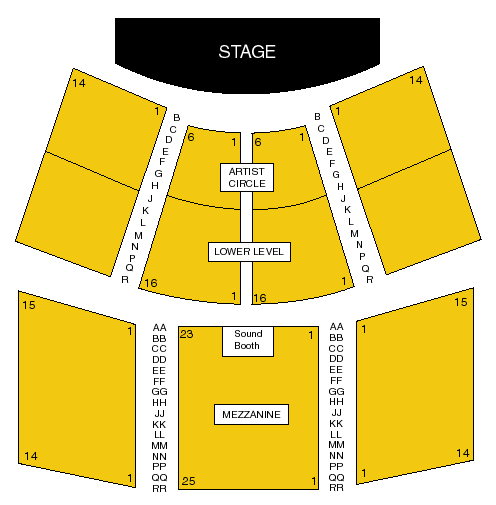 STAGE
14
1
B
C
D
E
F
G
H
J
K
L
M
N
P
Q
R
6
1
6
1
ARTIST
CIRCLE
LOWER LEVEL
16
1
16
1
B
C
D
E
F
G
H
J
K
L
M
N
P
Q
R
1
14
15
1
14
1
AA
BB
CC
DD
EE
FF
GG
HH
JJ
KK
LL
MM
NN
PP
QQ
RR
23
Sound
Booth
1
MEZZANINE
25
1
AA
BB
CC
DD
EE
FF
GG
HH
JJ
KK
LL
MM
NN
PP
QQ
RR
15
1
14
1